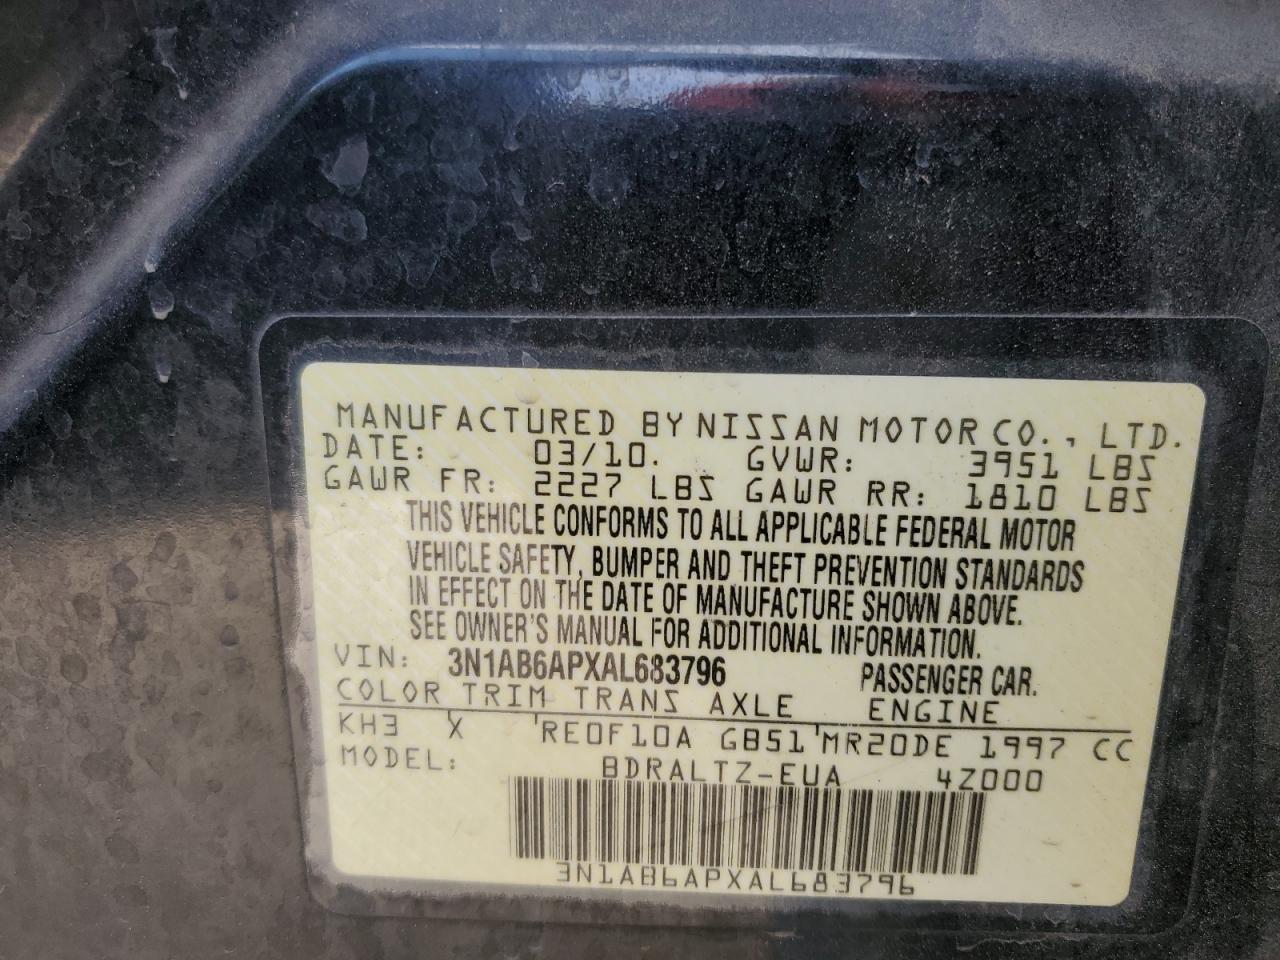 MANUFACTURED BY NISSAN MOTOR CO., LTD.
DATE: 03/10. GVWR: 3951 LBS
GAWR FR: 2227 LBS GAWR RR: 1810 LBS
THIS VEHICLE CONFORMS TO ALL APPLICABLE FEDERAL MOTOR
VEHICLE SAFETY, BUMPER AND THEFT PREVENTION STANDARDS
IN EFFECT ON THE DATE OF MANUFACTURE SHOWN ABOVE.
SEE OWNER'S MANUAL FOR ADDITIONAL INFORMATION.
VIN: 3N1AB6APXAL683796 PASSENGER CAR.
COLOR TRIM TRANS AXLE ENGINE
KH3 X RE0F10A GB51 MR20DE 1997 CC
MODEL: BDRALTZ-EUA 4Z000
3N1AB6APXAL683796